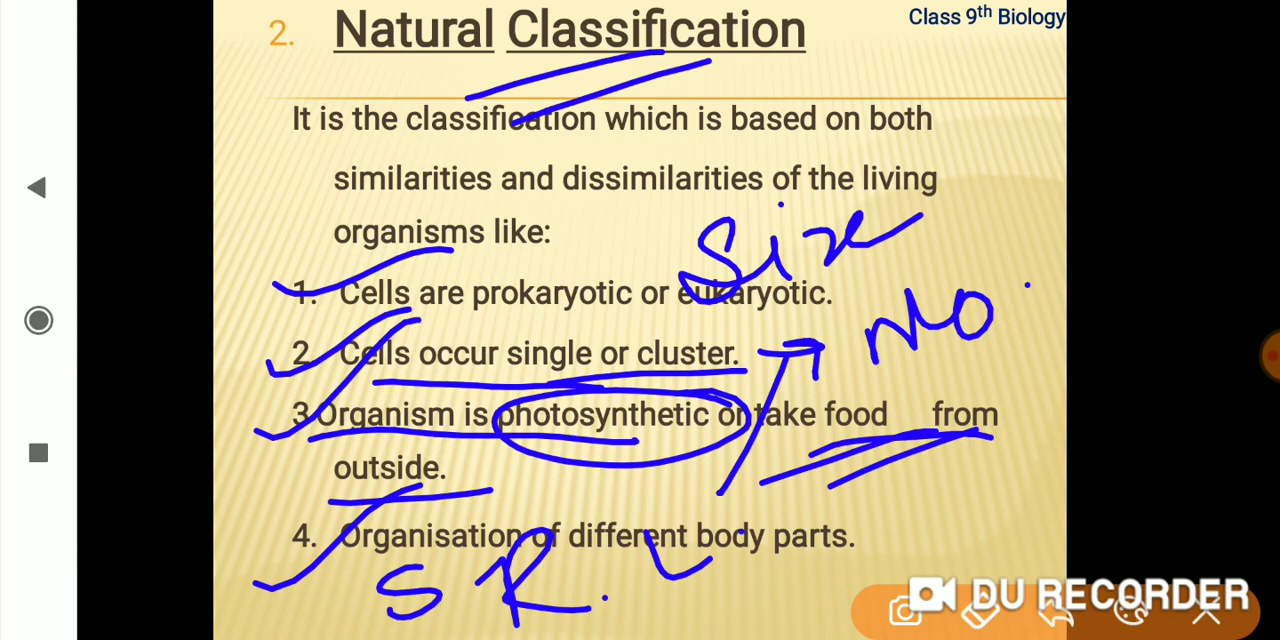 Class 9th Biology
2. Natural Classification
It is the classification which is based on both
similarities and dissimilarities of the living
organisms like:
Size
1. Cells are prokaryotic or eukaryotic.
No
2. Cells occur single or cluster.
3 Organism is photosynthetic or take food from
outside.
4. Organisation of different body parts.
S R.
DU RECORDER